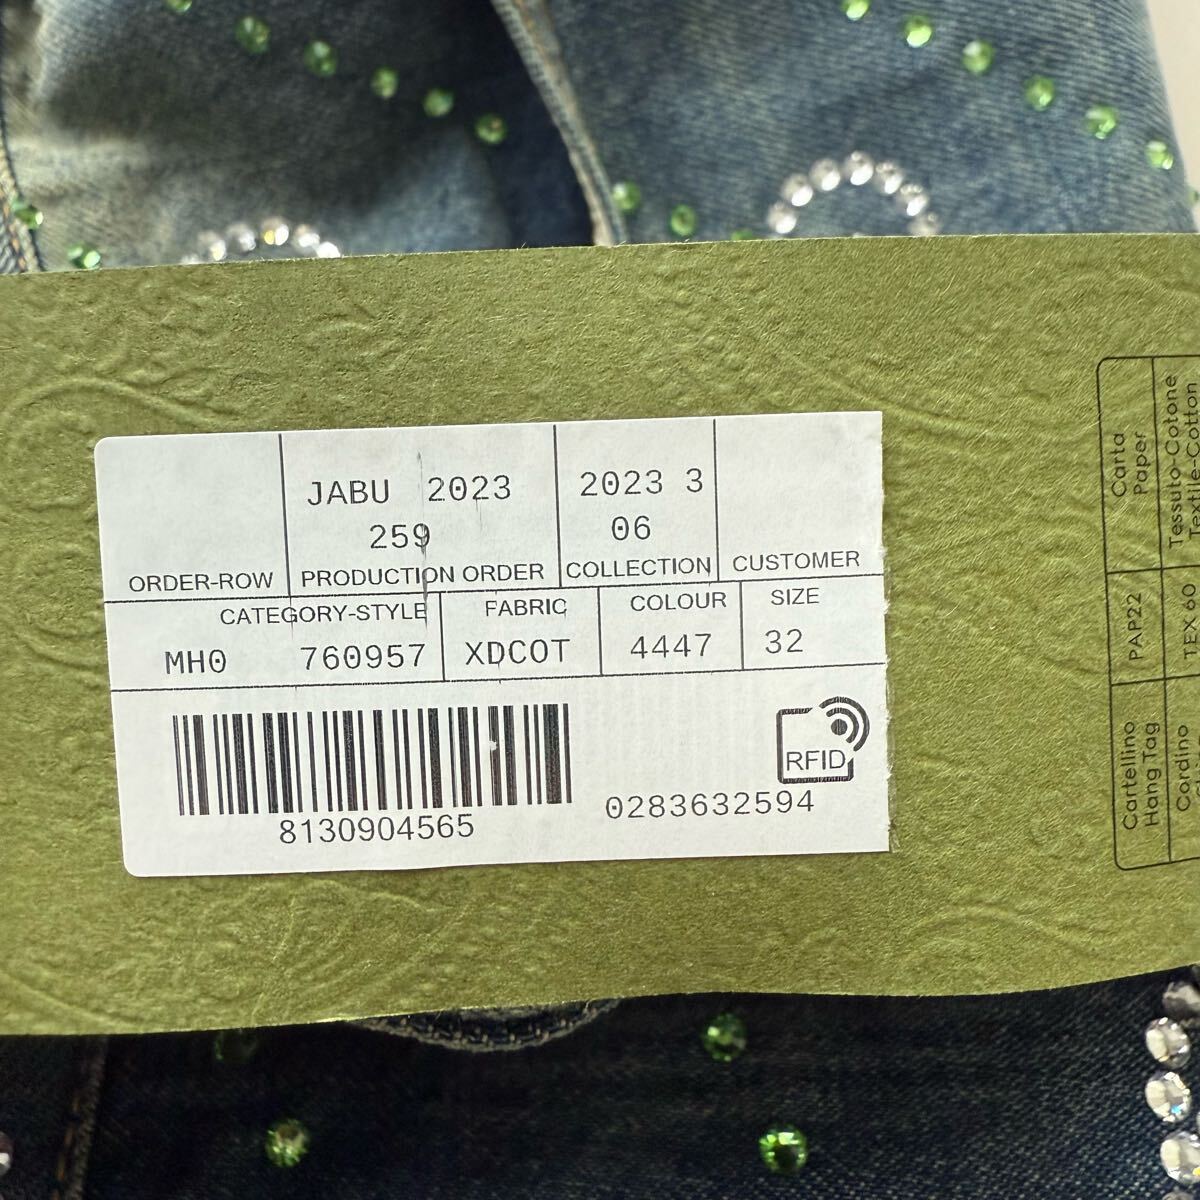 JABU 2023
259
2023 3
06
ORDER-ROW
PRODUCTION ORDER
COLLECTION
CUSTOMER
CATEGORY-STYLE
FABRIC
COLOUR
SIZE
MH0 760957
XDCOT
4447
32
8130904565
RFID
0283632594
Carta
Paper
PAP22
Cartellino
Hang Tag
Tessuto-Cotone
Textile-Cotton
TEX 60
Cordino